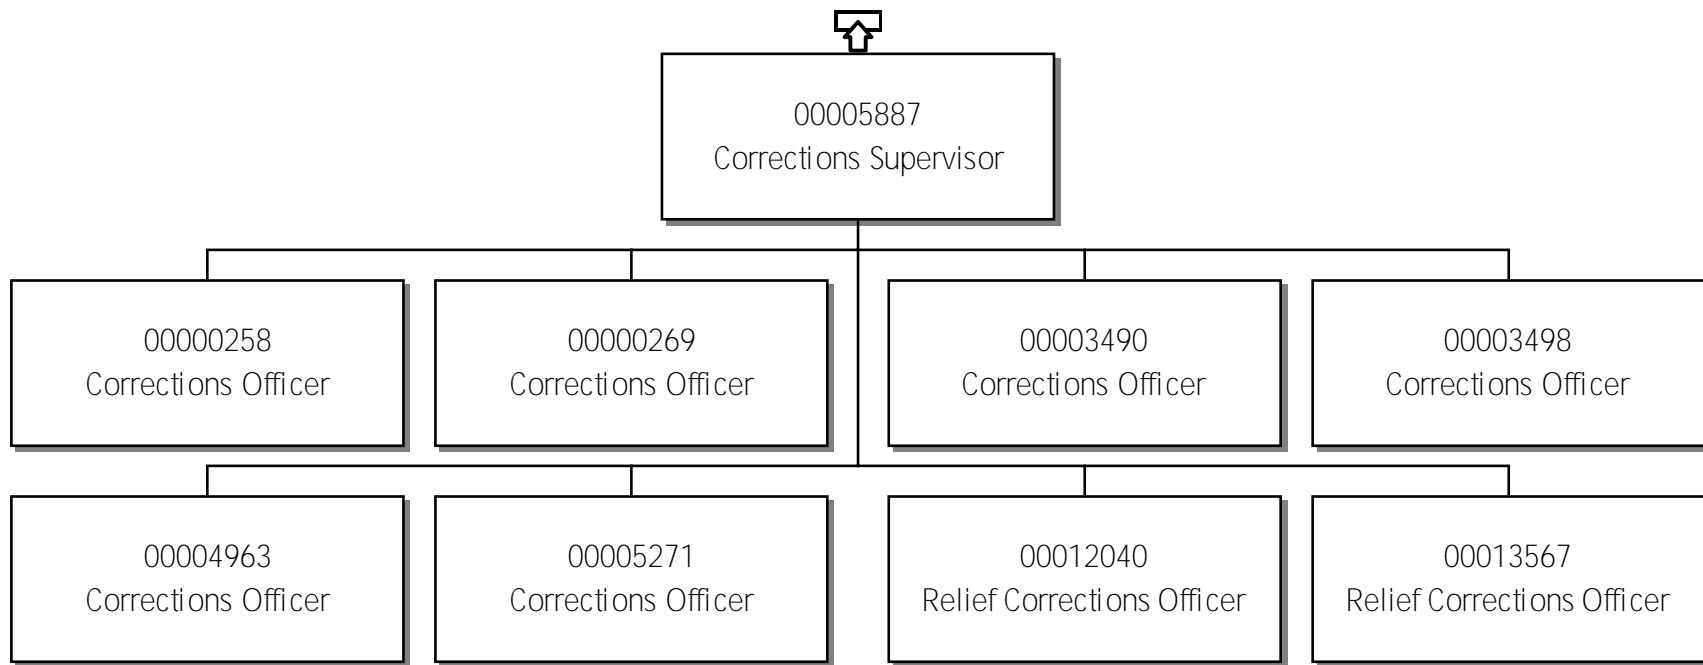 00005887
Corrections Supervisor
00000258
Corrections Officer
00000269
Corrections Officer
00003490
Corrections Officer
00003498
Corrections Officer
00004963
Corrections Officer
00005271
Corrections Officer
00012040
Relief Corrections Officer
00013567
Relief Corrections Officer